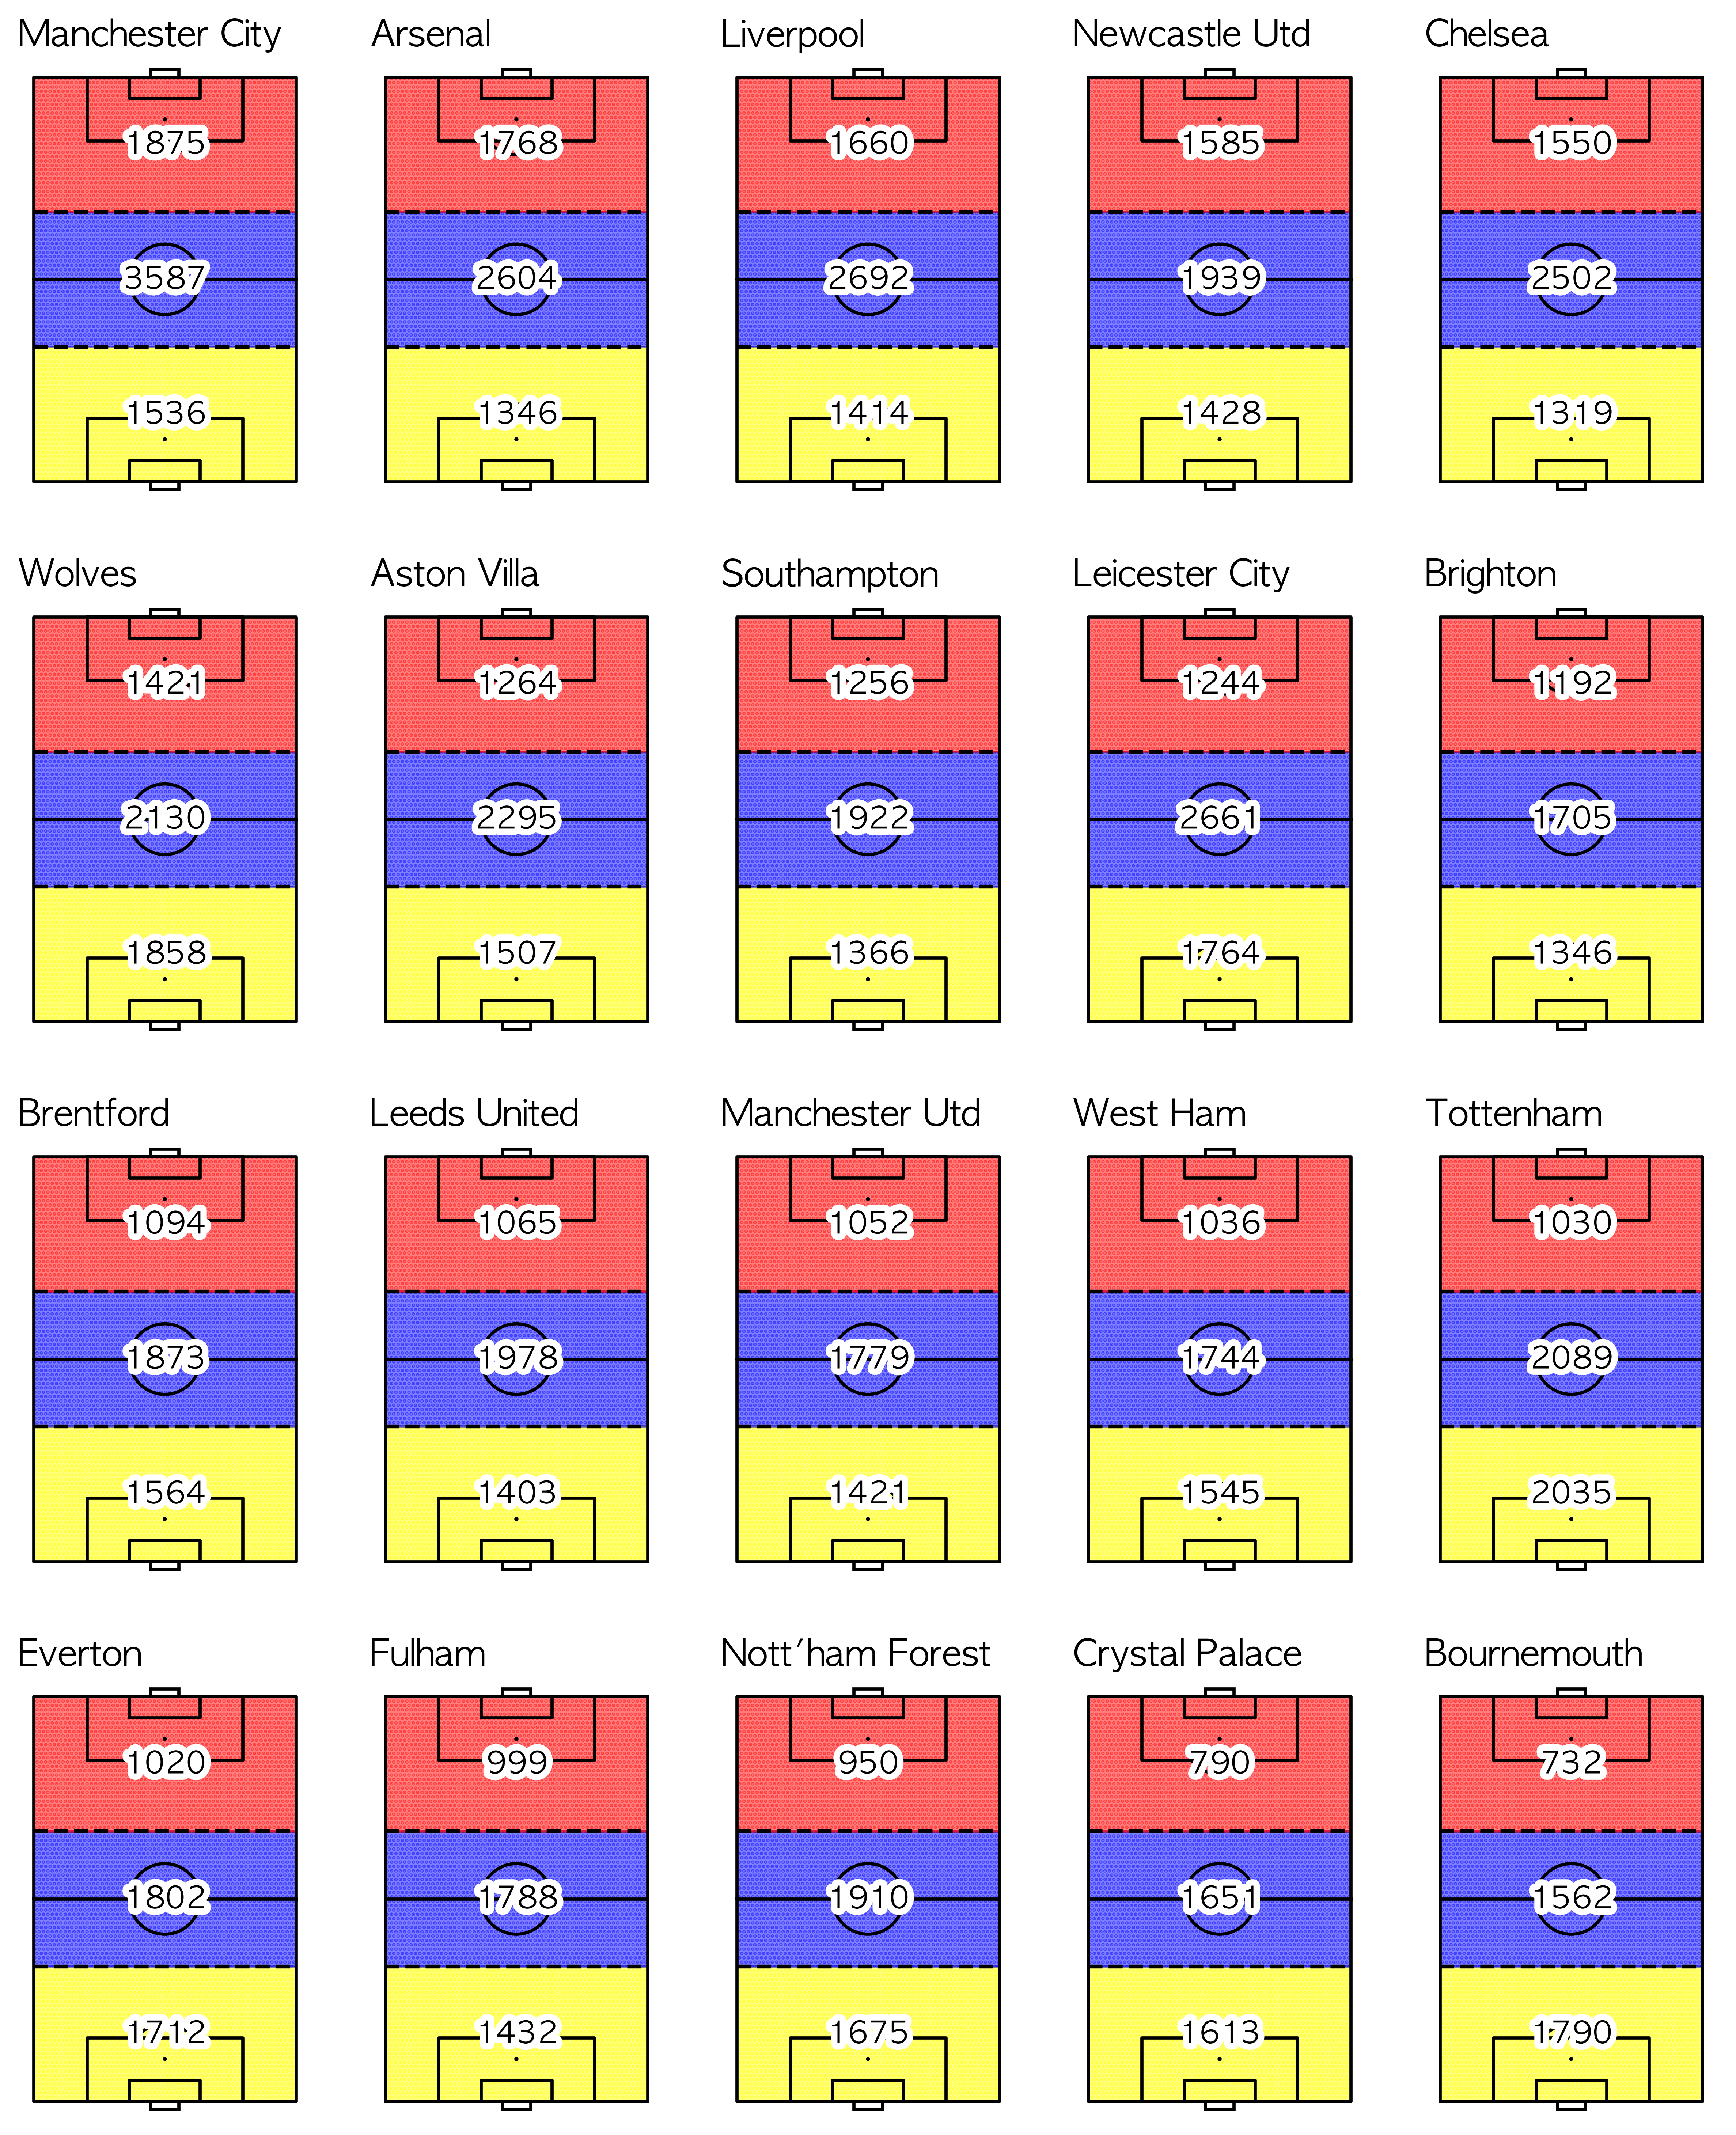 Manchester City Arsenal Liverpool Newcastle Utd Chelsea
1875 1768 1660 1585 1550
3587 2604 2692 1939 2502
1536 1346 1414 1428 1319
Wolves Aston Villa Southampton Leicester City Brighton
1421 1264 1256 1244 1192
2130 2295 1922 2661 1705
1858 1507 1366 1764 1346
Brentford Leeds United Manchester Utd West Ham Tottenham
1094 1065 1052 1036 1030
1873 1978 1779 1744 2089
1564 1403 1421 1545 2035
Everton Fulham Nott'ham Forest Crystal Palace Bournemouth
1020 999 950 790 732
1802 1788 1910 1651 1562
1712 1432 1675 1613 1790